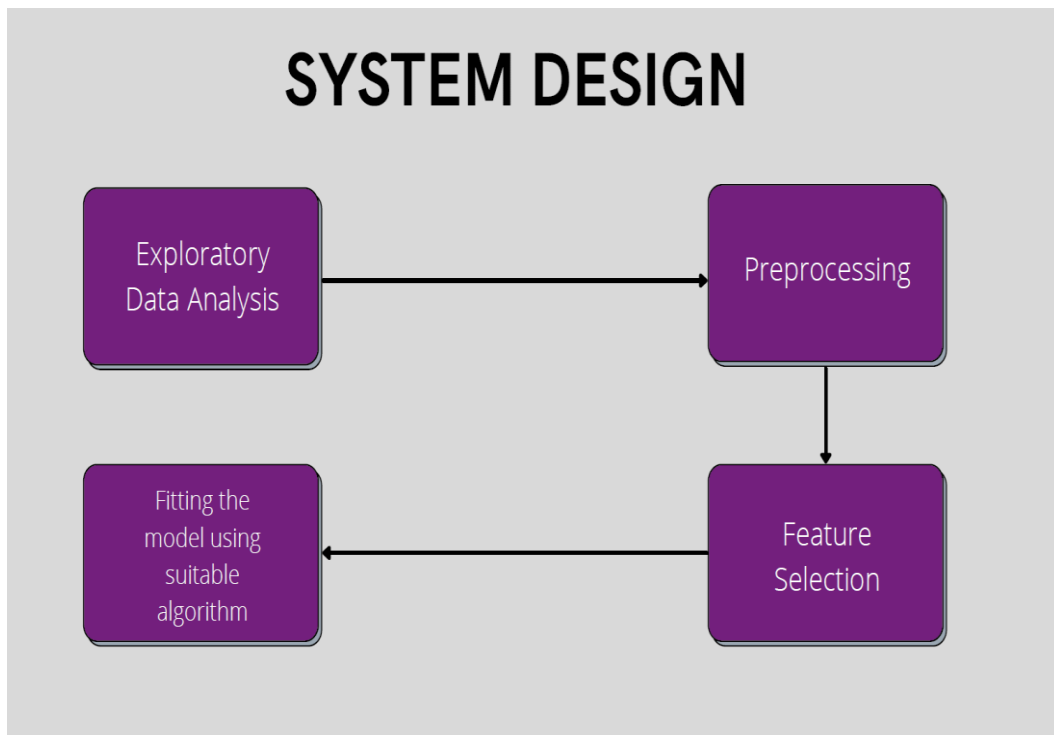 SYSTEM DESIGN
Exploratory
Data Analysis
Preprocessing
Feature
Selection
Fitting the
model using
suitable
algorithm